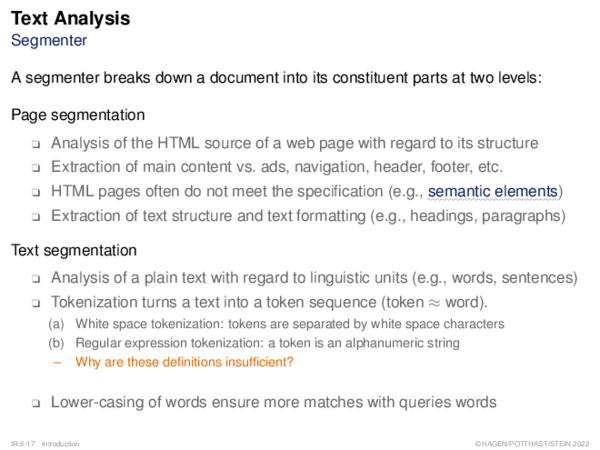 Text Analysis
Segmenter
A segmenter breaks down a document into its constituent parts at two levels:
Page segmentation
❑ Analysis of the HTML source of a web page with regard to its structure
❑ Extraction of main content vs. ads, navigation, header, footer, etc.
❑ HTML pages often do not meet the specification (e.g., semantic elements)
❑ Extraction of text structure and text formatting (e.g., headings, paragraphs)
Text segmentation
❑ Analysis of a plain text with regard to linguistic units (e.g., words, sentences)
❑ Tokenization turns a text into a token sequence (token ≈ word).
(a) White space tokenization: tokens are separated by white space characters
(b) Regular expression tokenization: a token is an alphanumeric string
– Why are these definitions insufficient?
❑ Lower-casing of words ensure more matches with queries words
IR:II-17 Introduction
©HAGEN/POTTHAST/STEIN 2022